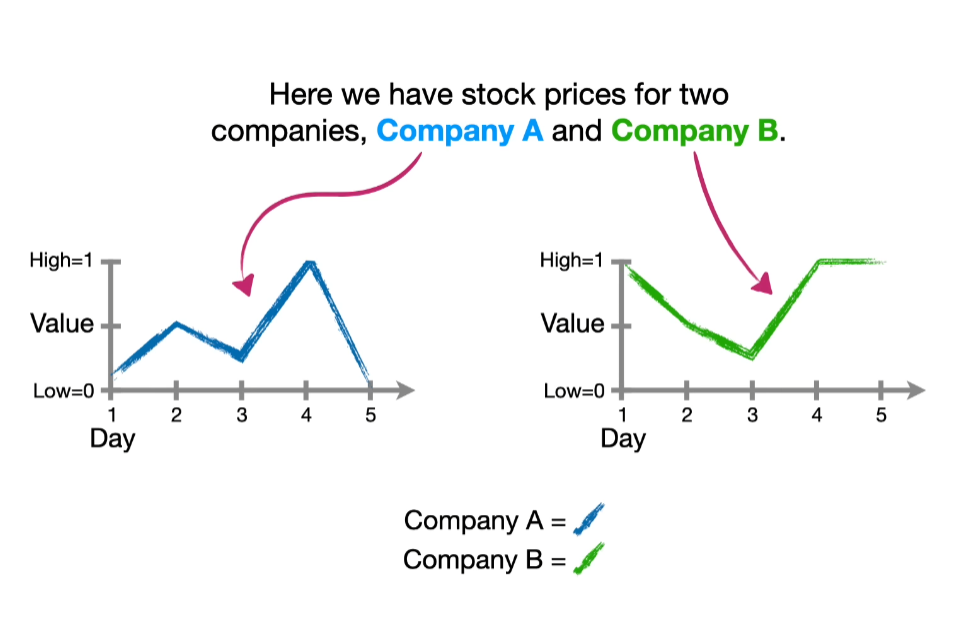 Here we have stock prices for two
companies, Company A and Company B.
High=1
Value
Low=0
1 2 3 4 5
Day
High=1
Value
Low=0
1 2 3 4 5
Day
Company A =
Company B =